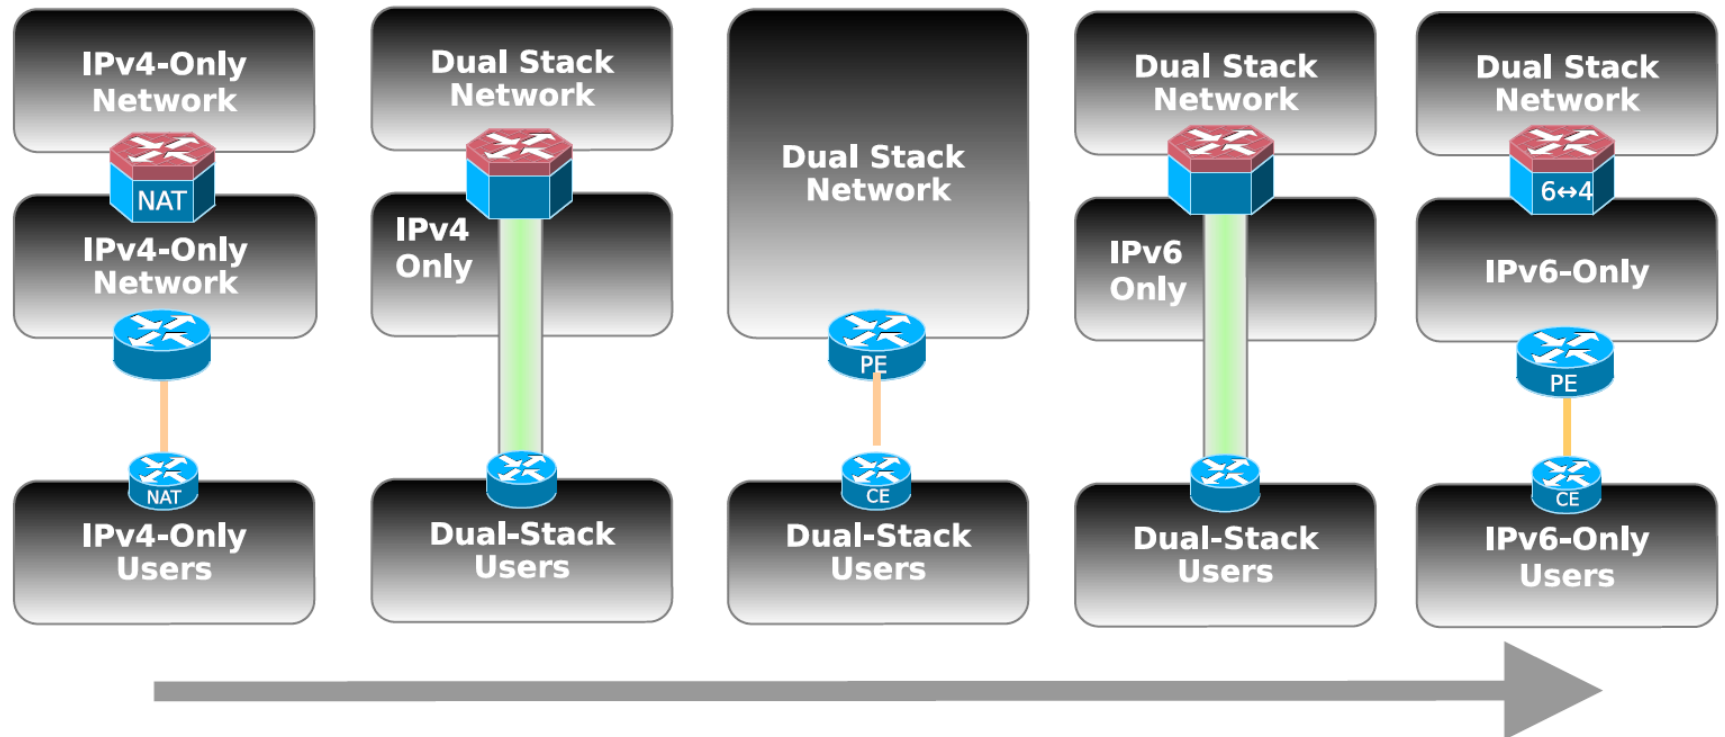 IPv4-Only
Network
NAT
IPv4-Only
Network
NAT
IPv4-Only
Users
Dual Stack
Network
IPv4
Only
Dual-Stack
Users
Dual Stack
Network
PE
CE
Dual-Stack
Users
Dual Stack
Network
IPv6
Only
Dual-Stack
Users
Dual Stack
Network
6↔4
IPv6-Only
PE
CE
IPv6-Only
Users